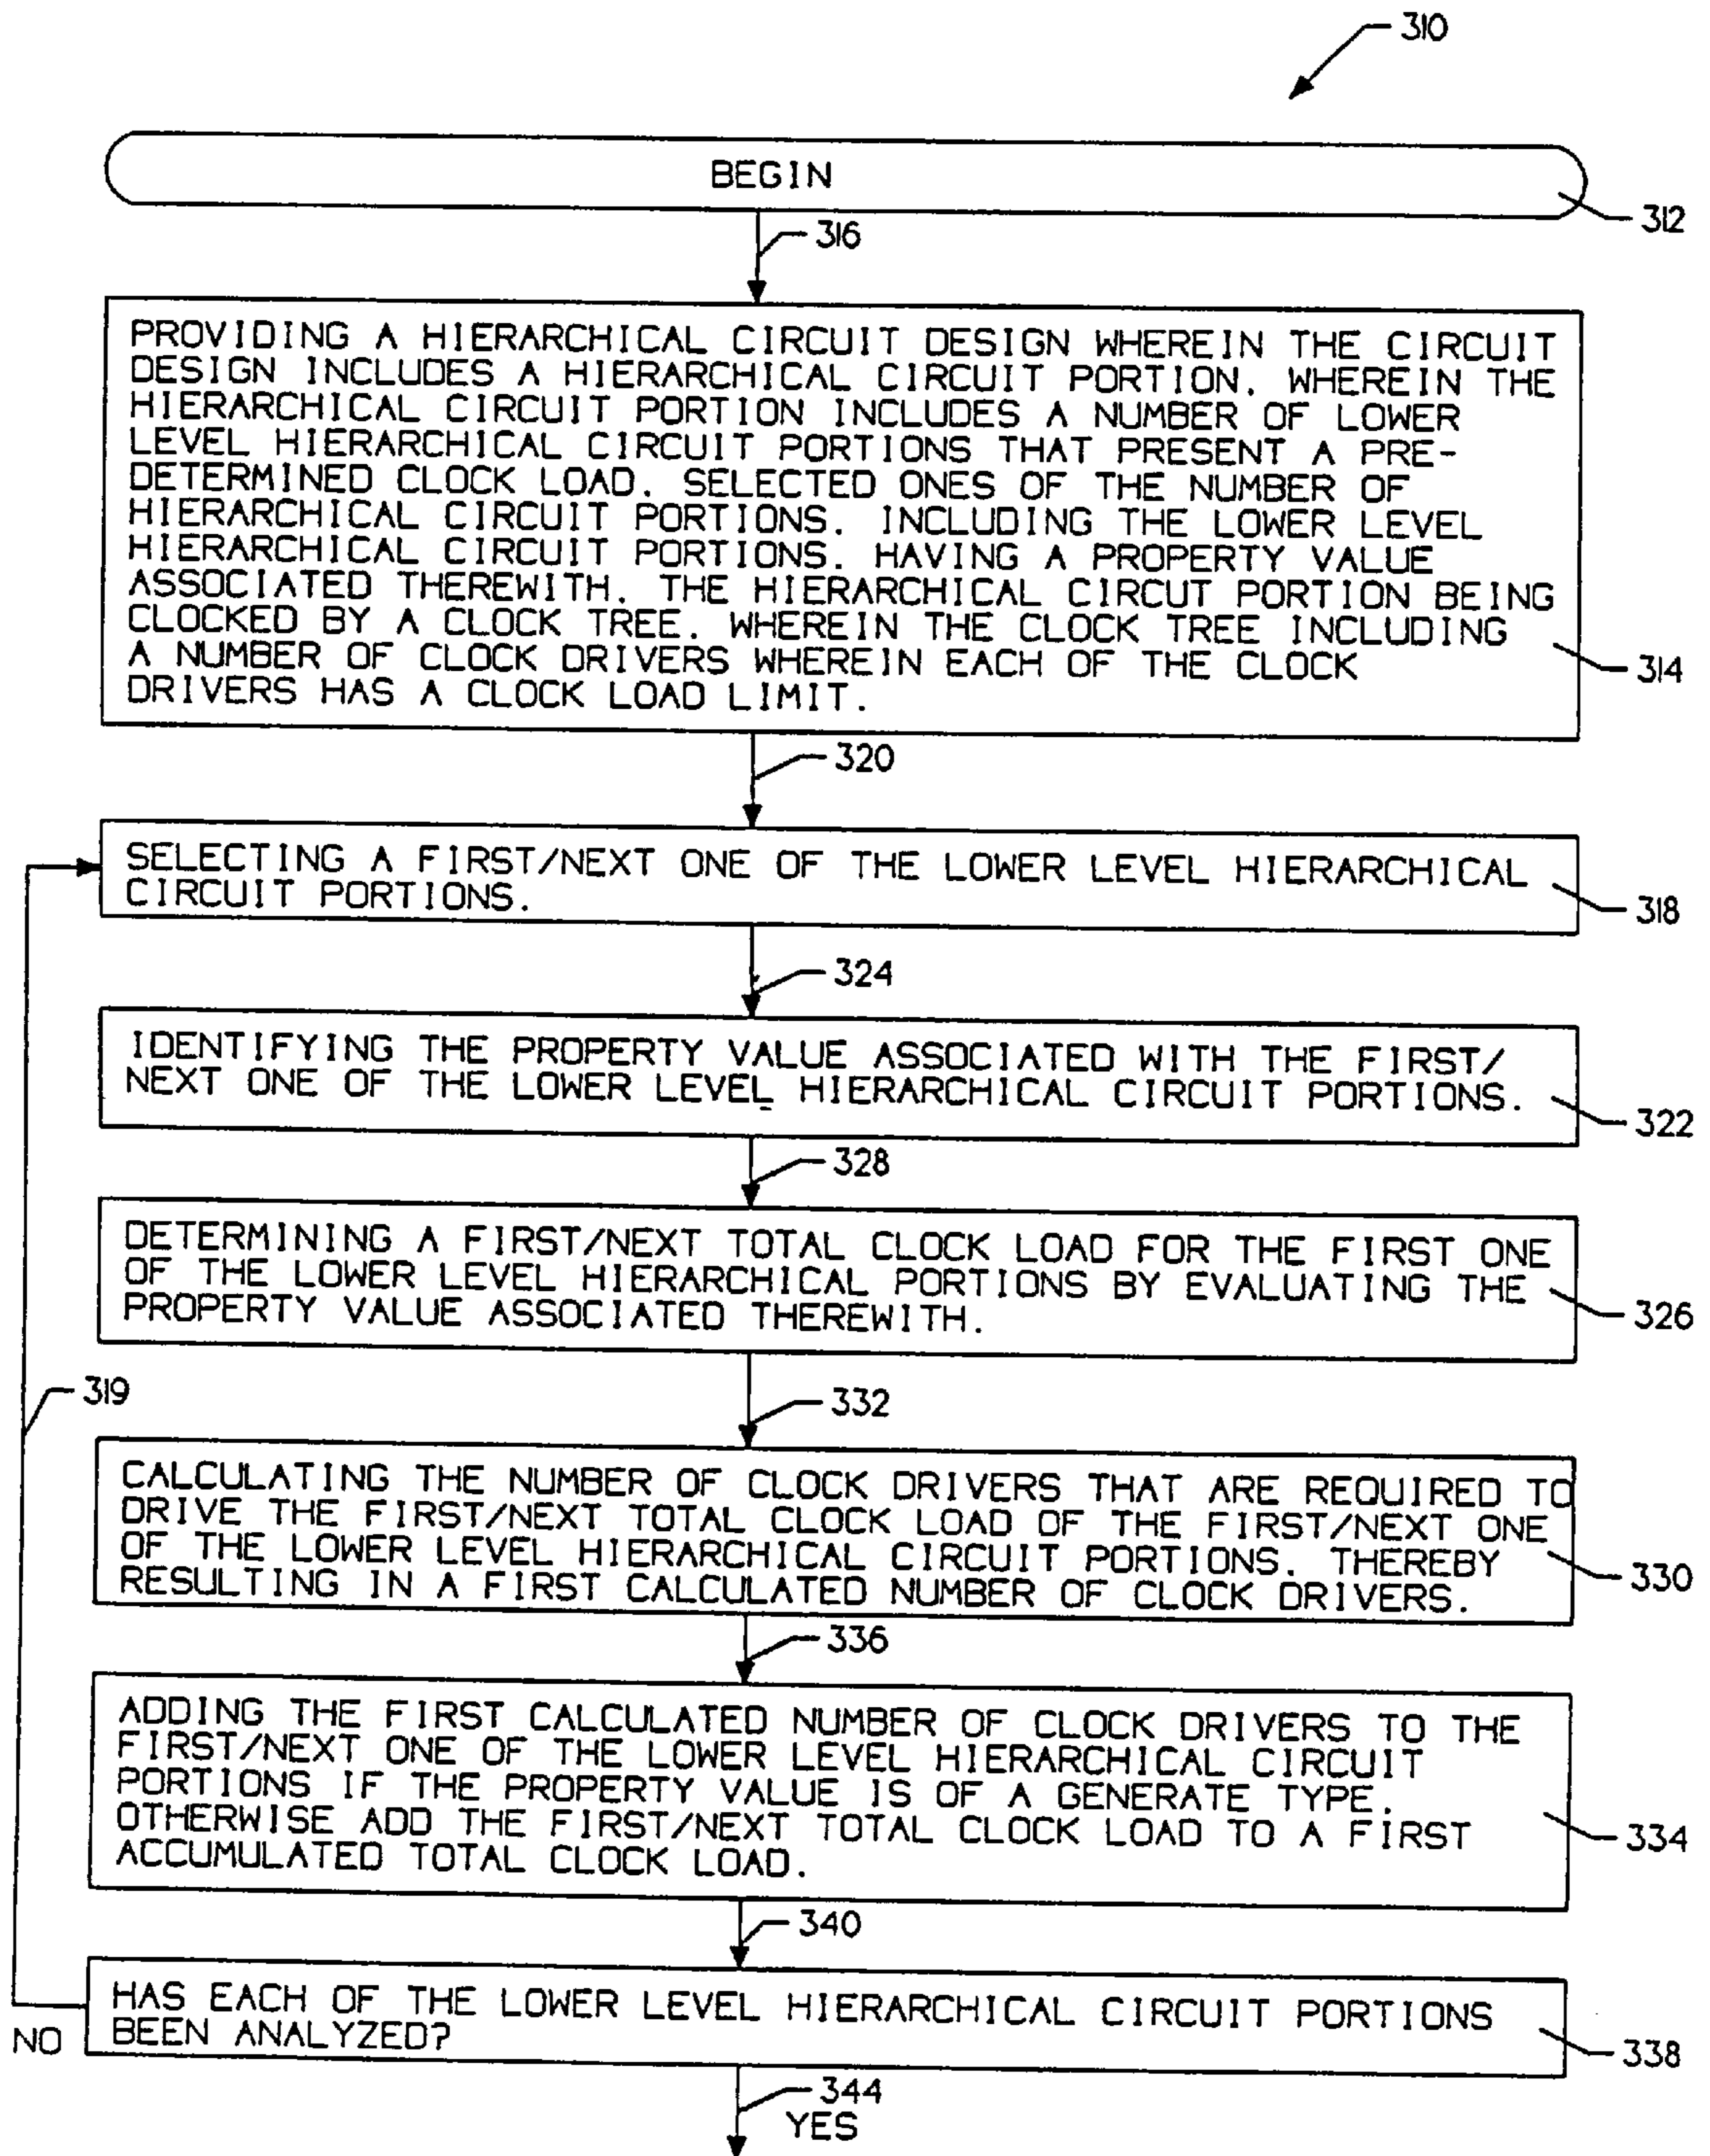 310
BEGIN
312
316
PROVIDING A HIERARCHICAL CIRCUIT DESIGN WHEREIN THE CIRCUIT
DESIGN INCLUDES A HIERARCHICAL CIRCUIT PORTION. WHEREIN THE
HIERARCHICAL CIRCUIT PORTION INCLUDES A NUMBER OF LOWER
LEVEL HIERARCHICAL CIRCUIT PORTIONS THAT PRESENT A PRE-
DETERMINED CLOCK LOAD. SELECTED ONES OF THE NUMBER OF
HIERARCHICAL CIRCUIT PORTIONS. INCLUDING THE LOWER LEVEL
HIERARCHICAL CIRCUIT PORTIONS. HAVING A PROPERTY VALUE
ASSOCIATED THEREWITH. THE HIERARCHICAL CIRCUT PORTION BEING
CLOCKED BY A CLOCK TREE. WHEREIN THE CLOCK TREE INCLUDING
A NUMBER OF CLOCK DRIVERS WHEREIN EACH OF THE CLOCK
DRIVERS HAS A CLOCK LOAD LIMIT.
314
320
SELECTING A FIRST/NEXT ONE OF THE LOWER LEVEL HIERARCHICAL
CIRCUIT PORTIONS.
318
324
IDENTIFYING THE PROPERTY VALUE ASSOCIATED WITH THE FIRST/
NEXT ONE OF THE LOWER LEVEL HIERARCHICAL CIRCUIT PORTIONS.
322
328
DETERMINING A FIRST/NEXT TOTAL CLOCK LOAD FOR THE FIRST ONE
OF THE LOWER LEVEL HIERARCHICAL PORTIONS BY EVALUATING THE
PROPERTY VALUE ASSOCIATED THEREWITH.
326
319
332
CALCULATING THE NUMBER OF CLOCK DRIVERS THAT ARE REQUIRED TO
DRIVE THE FIRST/NEXT TOTAL CLOCK LOAD OF THE FIRST/NEXT ONE
OF THE LOWER LEVEL HIERARCHICAL CIRCUIT PORTIONS. THEREBY
RESULTING IN A FIRST CALCULATED NUMBER OF CLOCK DRIVERS.
330
336
ADDING THE FIRST CALCULATED NUMBER OF CLOCK DRIVERS TO THE
FIRST/NEXT ONE OF THE LOWER LEVEL HIERARCHICAL CIRCUIT
PORTIONS IF THE PROPERTY VALUE IS OF A GENERATE TYPE.
OTHERWISE ADD THE FIRST/NEXT TOTAL CLOCK LOAD TO A FIRST
ACCUMULATED TOTAL CLOCK LOAD.
334
340
HAS EACH OF THE LOWER LEVEL HIERARCHICAL CIRCUIT PORTIONS
BEEN ANALYZED?
338
NO
344
YES